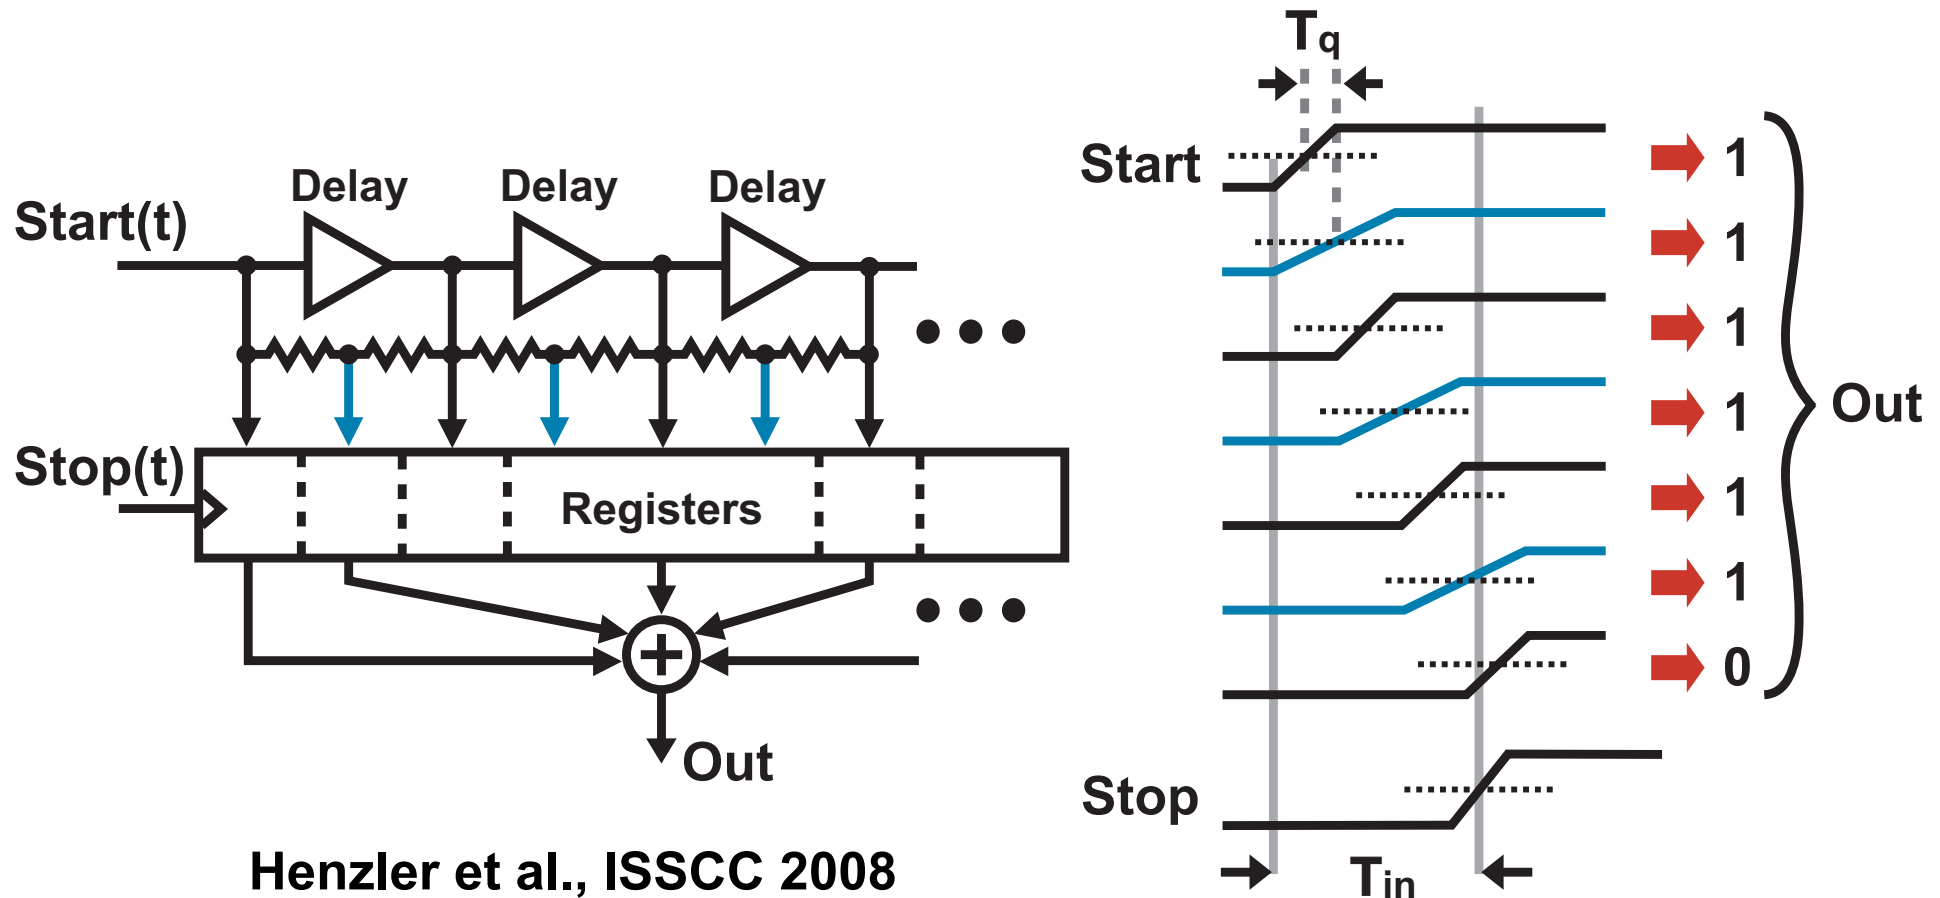 Delay
Delay
Delay
Start(t)
Stop(t)
Registers
+
Out
Henzler et al., ISSCC 2008
Tq
Start
1
1
1
1
1
1
0
Out
Stop
Tin